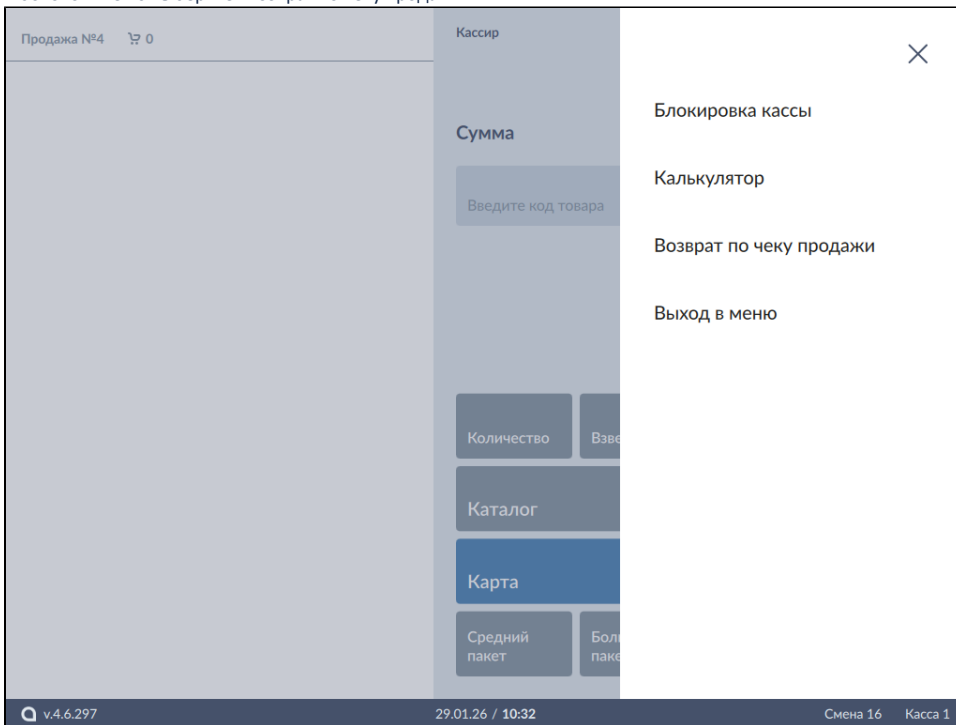 Продажа №4 0
Кассир
Сумма
Введите код товара
Количество
Каталог
Карта
Средний
пакет
Блокировка кассы
Калькулятор
Возврат по чеку продажи
Выход в меню
v.4.6.297
29.01.26 / 10:32
Смена 16 Касса 1